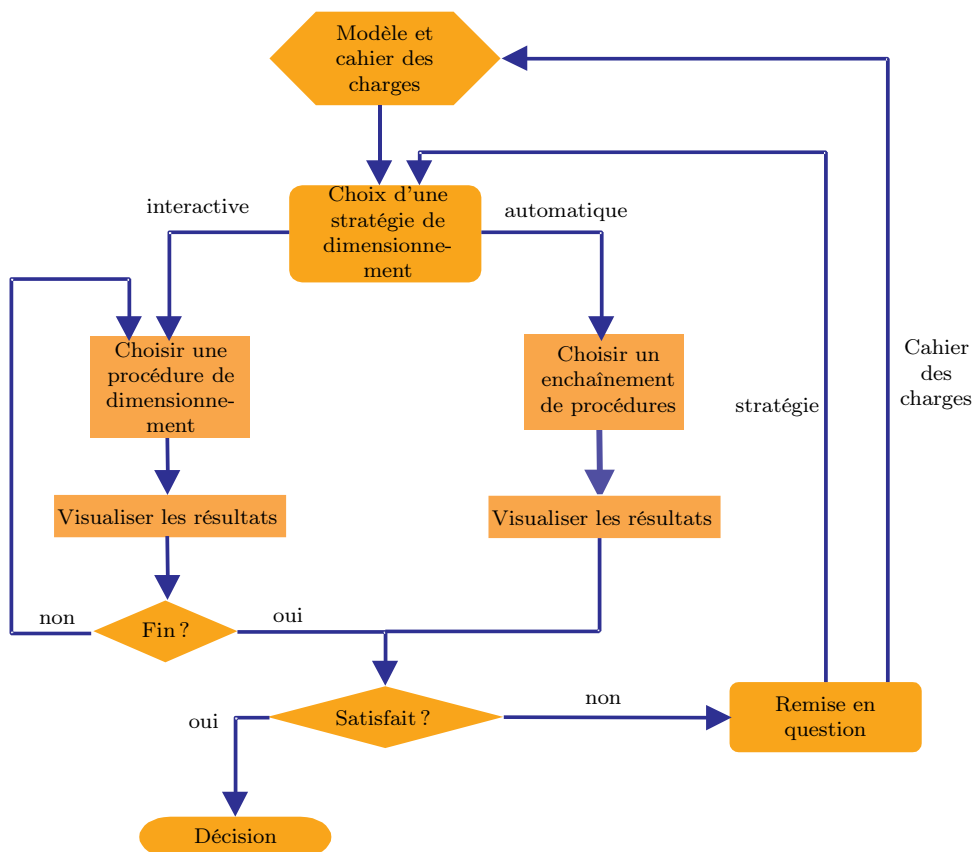 Modèle et
cahier des
charges
Choix d'une
stratégie de
dimensionne-
ment
interactive
automatique
Choisir une
procédure de
dimensionne-
ment
Choisir un
enchaînement
de procédures
Cahier
des
charges
stratégie
Visualiser les résultats
Visualiser les résultats
non
Fin ?
oui
oui
Satisfait ?
non
Remise en
question
Décision